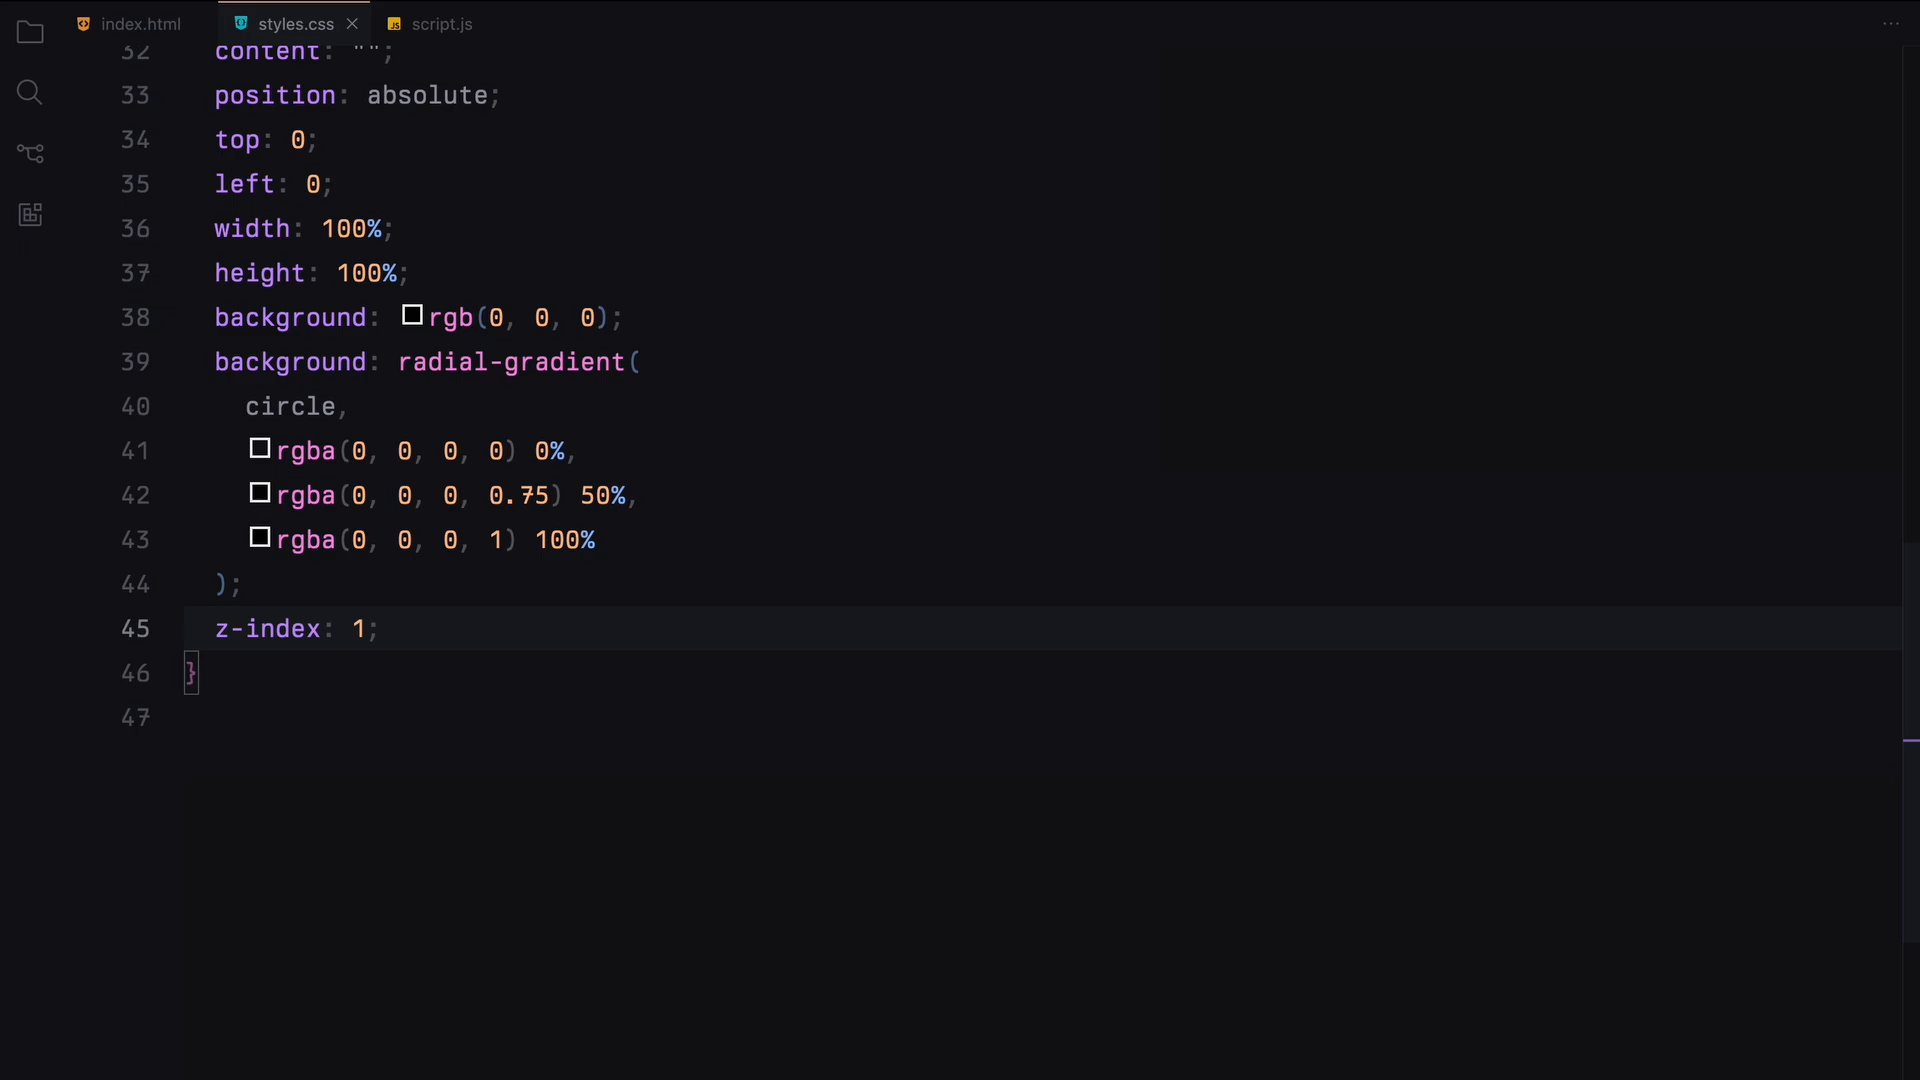 index.html
styles.css
script.js
32 content: "";
33 position: absolute;
34 top: 0;
35 left: 0;
36 width: 100%;
37 height: 100%;
38 background: rgb(0, 0, 0);
39 background: radial-gradient(
40 circle,
41 rgba(0, 0, 0, 0) 0%,
42 rgba(0, 0, 0, 0.75) 50%,
43 rgba(0, 0, 0, 1) 100%
44 );
45 z-index: 1;
46 }
47